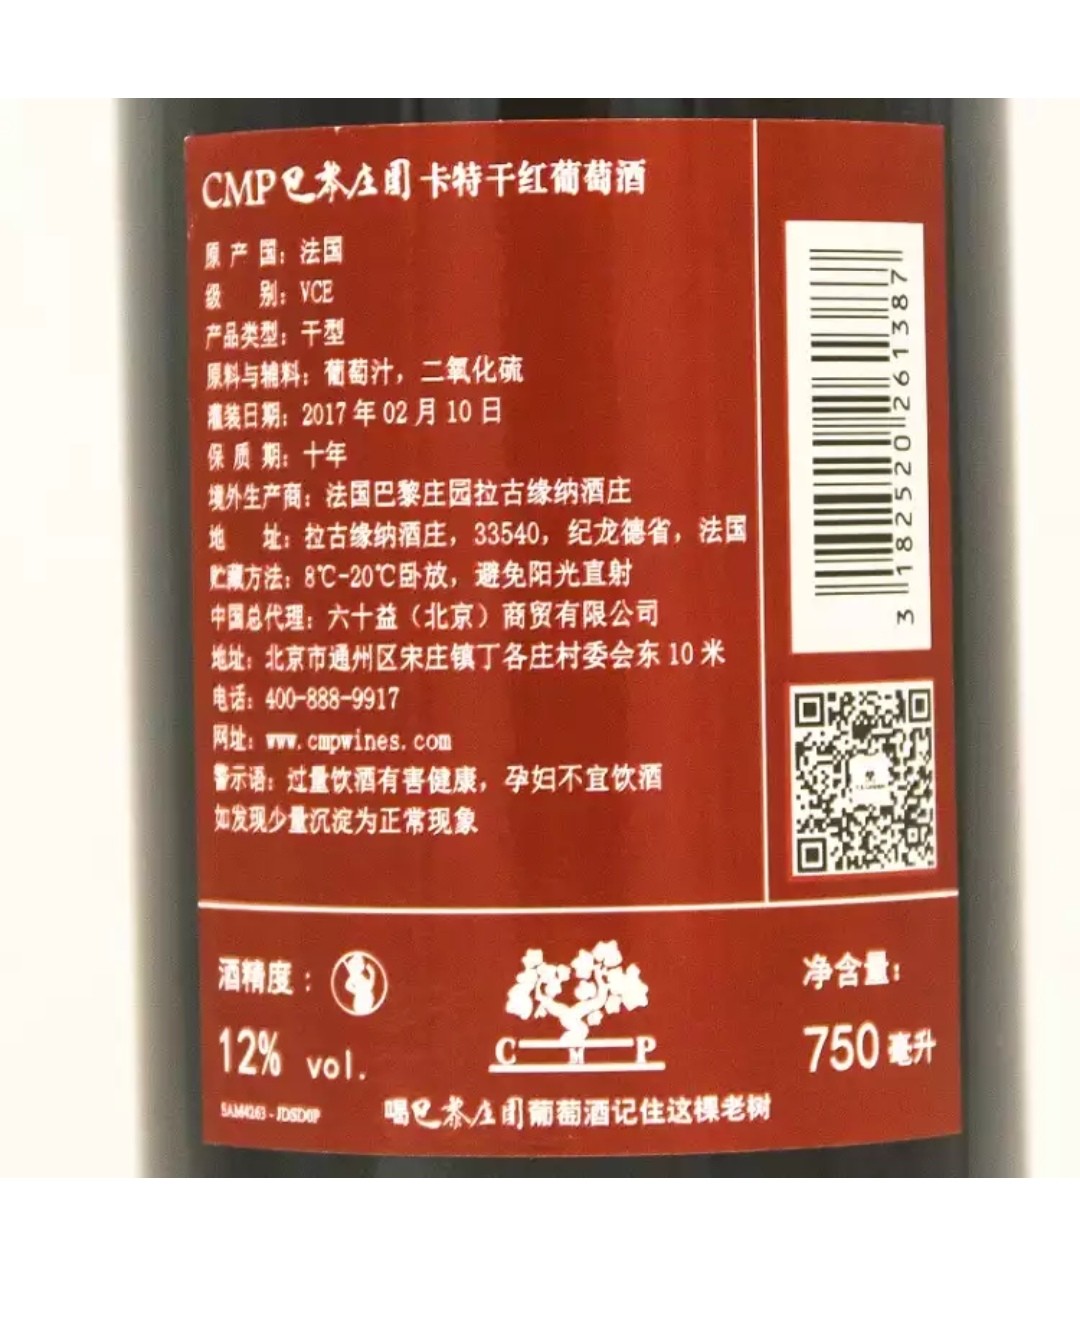 CMP巴黎庄园 卡特干红葡萄酒
原产国：法国
级 别：VCE
产品类型：干型
原料与辅料：葡萄汁，二氧化硫
灌装日期：2017年02月10日
保质期：十年
境外生产商：法国巴黎庄园拉古缘纳酒庄
地 址：拉古缘纳酒庄，33540，纪龙德省，法国
贮藏方法：8℃-20℃卧放，避免阳光直射
中国总代理：六十益（北京）商贸有限公司
地址：北京市通州区宋庄镇丁各庄村委会东10米
电话：400-888-9917
网址：www.cmpwines.com
警示语：过量饮酒有害健康，孕妇不宜饮酒
如发现少量沉淀为正常现象
3 182520 261387
酒精度：
12% vol.
C M P
净含量：
750毫升
喝巴黎庄园葡萄酒记住这棵老树